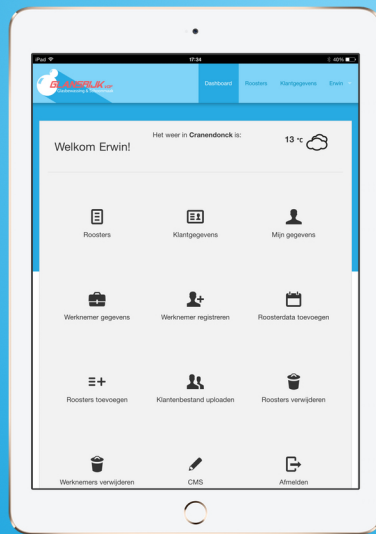 iPad 17:34 40%
GLASRIJK
Dashboard Roosters Klantgegevens Erwin
Welkom Erwin!
Het weer in Cranendonck is:
13 °C
Roosters Klantgegevens Mijn gegevens
Werknemer gegevens Werknemer registreren Roosterdata toevoegen
Roosters toevoegen Klantenbestand uploaden Roosters verwijderen
Werknemers verwijderen CMS Afmelden